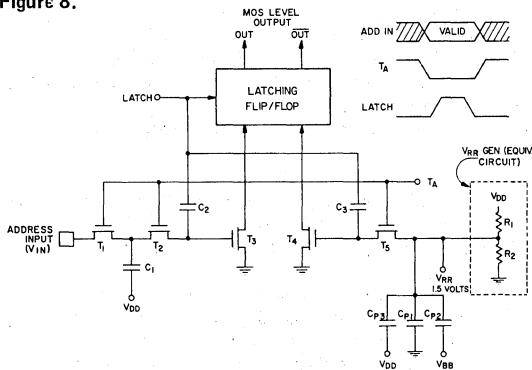 Figure 8.
MOS LEVEL
OUTPUT
OUT
OUT
ADD IN
VALID
TA
LATCH
LATCHING
FLIP/FLOP
LATCH
VRR GEN. (EQUIV
CIRCUIT)
TA
C2
C3
VDD
R1
R2
ADDRESS
INPUT
(VIN)
T1
T2
T3
T4
T5
C1
VDD
VRR
1.5 VOLTS
CP3
CP1
CP2
VDD
VBB